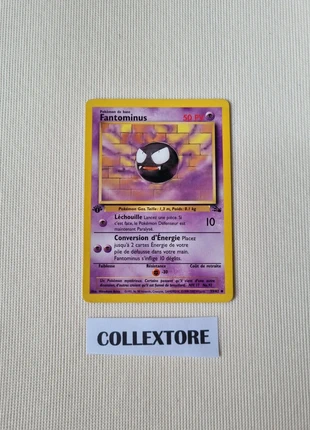 Pokémon de base
Fantominus
50 PV
Pokémon Gaz Taille: 1,3 m, Poids: 0.1 kg
Léchouille Lancez une pièce. Si
c'est face, le Pokémon Défenseur est
maintenant Paralysé.
10
Conversion d'Énergie Placez
jusqu'à 2 cartes Énergie de votre
pile de défausse dans votre main.
Fantominus s'inflige 10 dégâts.
Faiblesse
Résistance
Coût de retraite
-30
COLLEXTORE